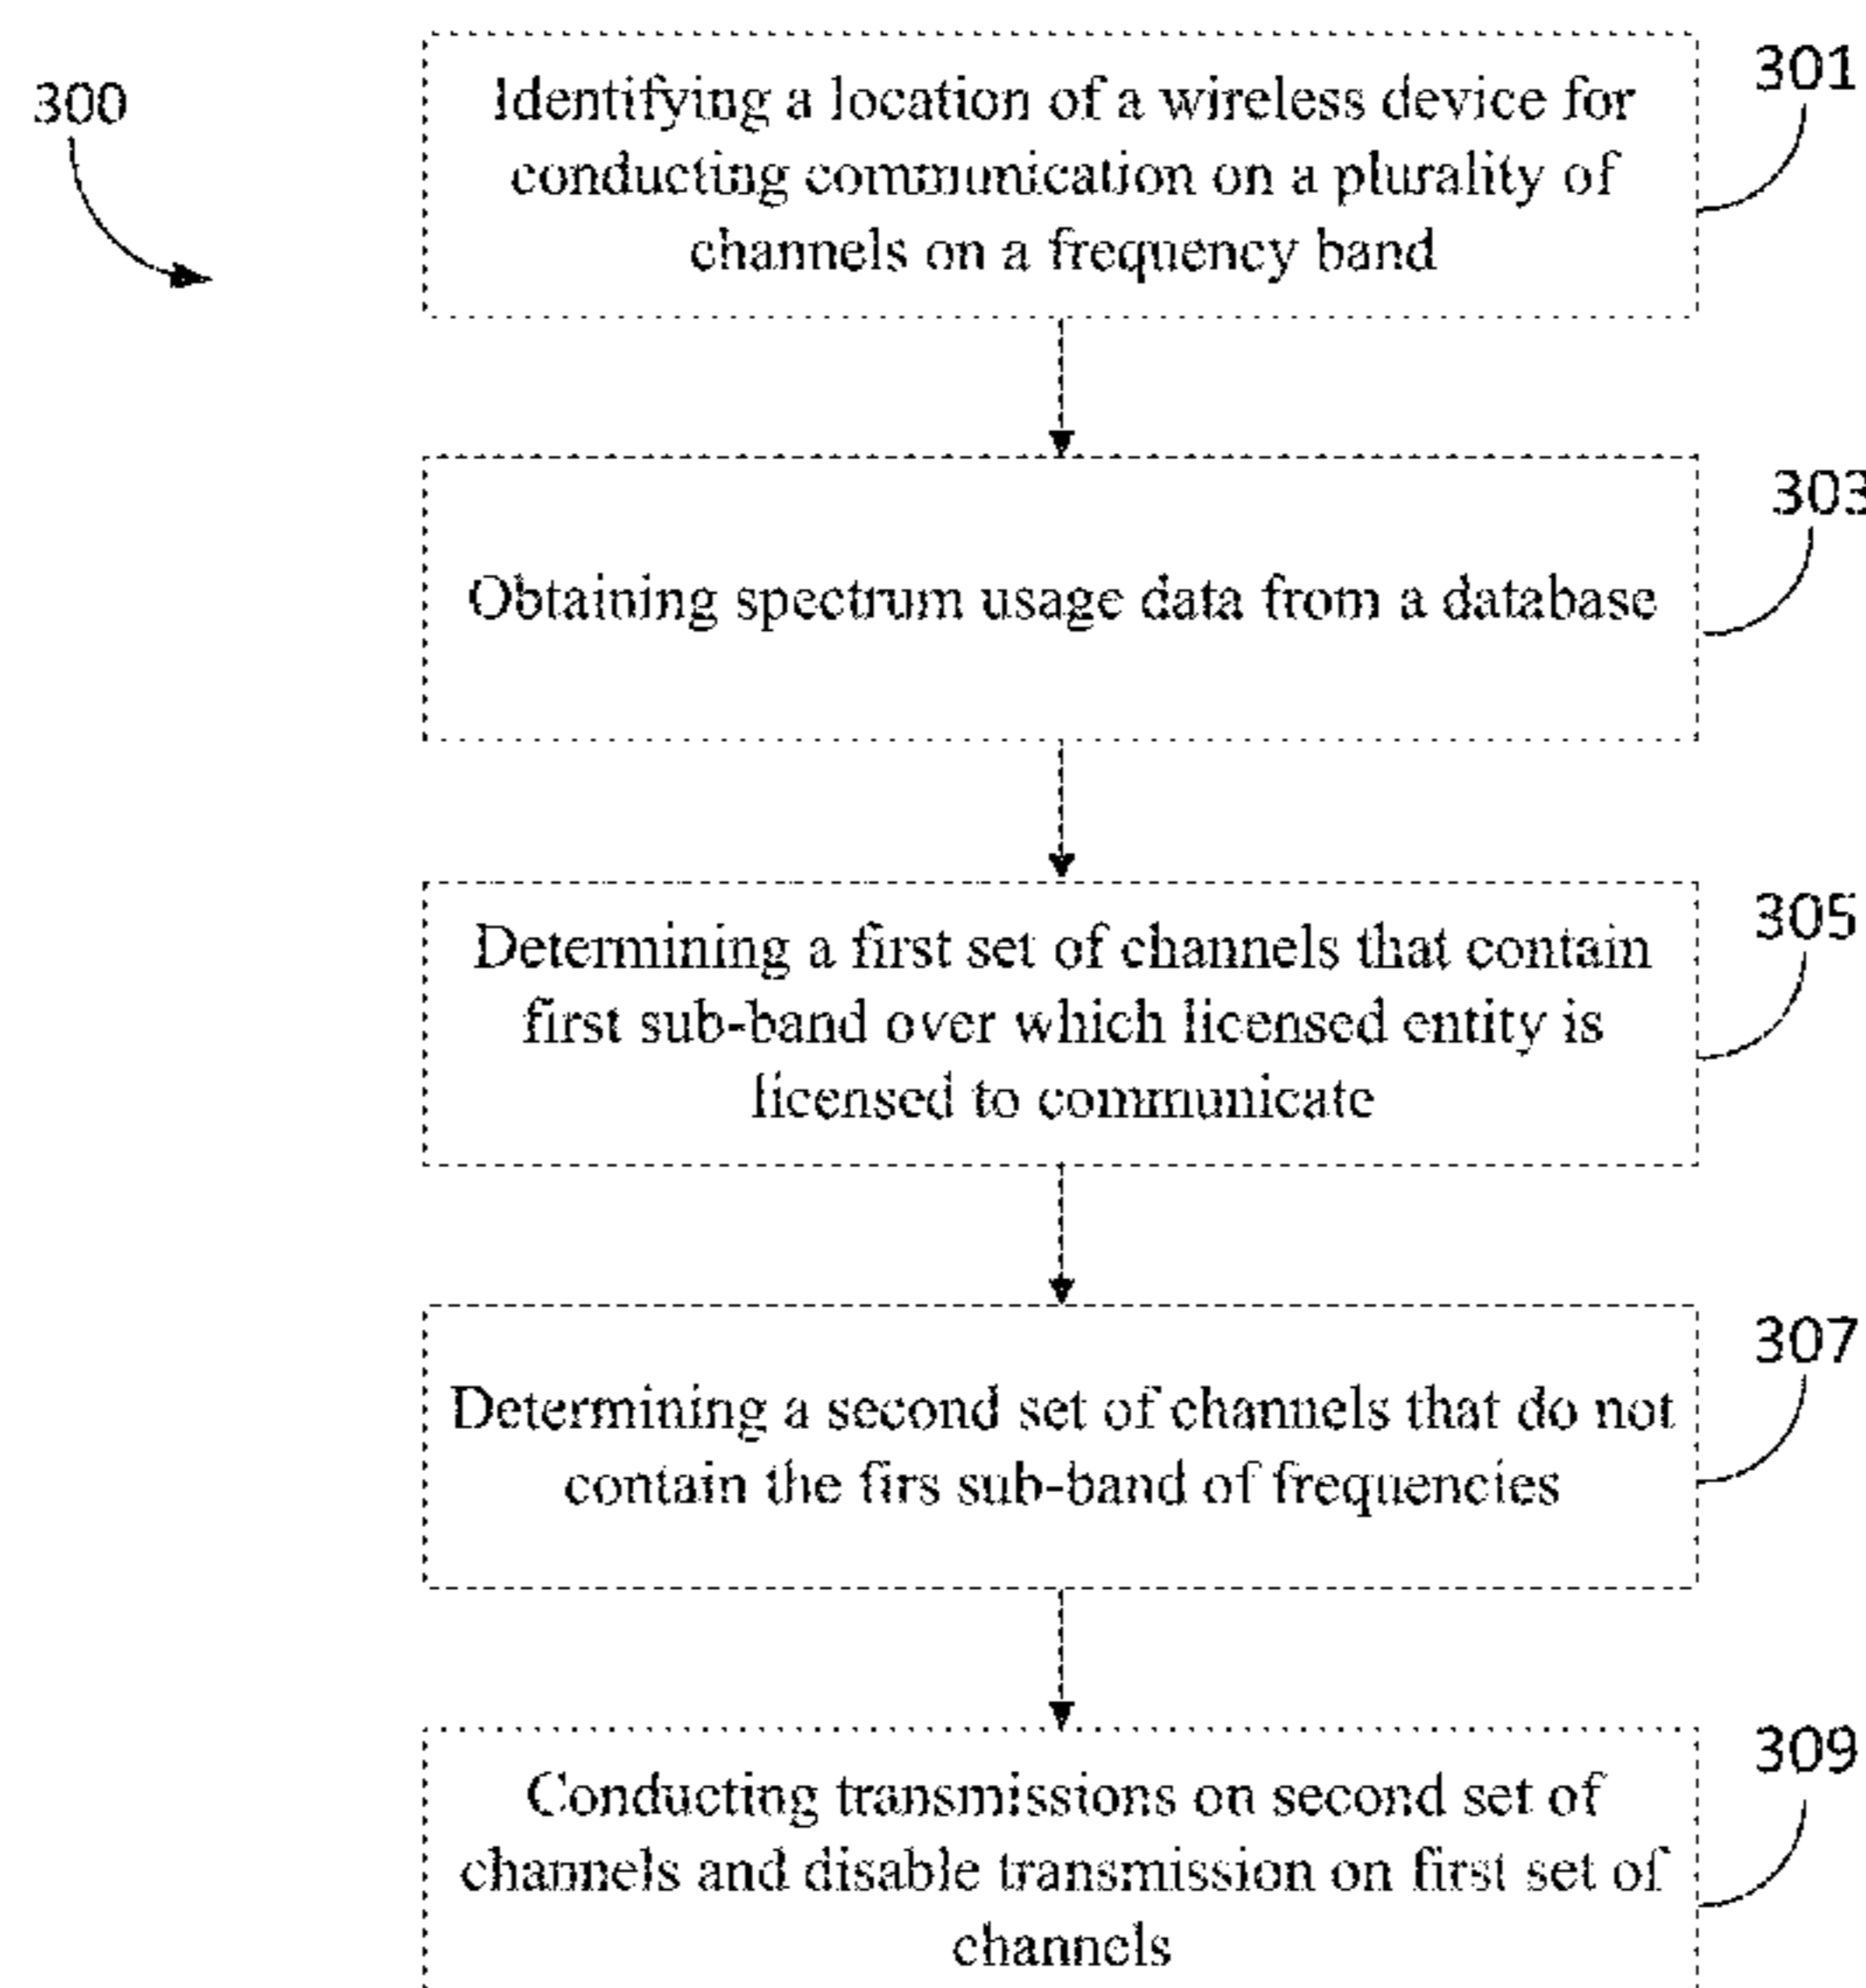 300
301
Identifying a location of a wireless device for
conducting communication on a plurality of
channels on a frequency band
303
Obtaining spectrum usage data from a database
305
Determining a first set of channels that contain
first sub-band over which licensed entity is
licensed to communicate
307
Determining a second set of channels that do not
contain the firs sub-band of frequencies
309
Conducting transmissions on second set of
channels and disable transmission on first set of
channels